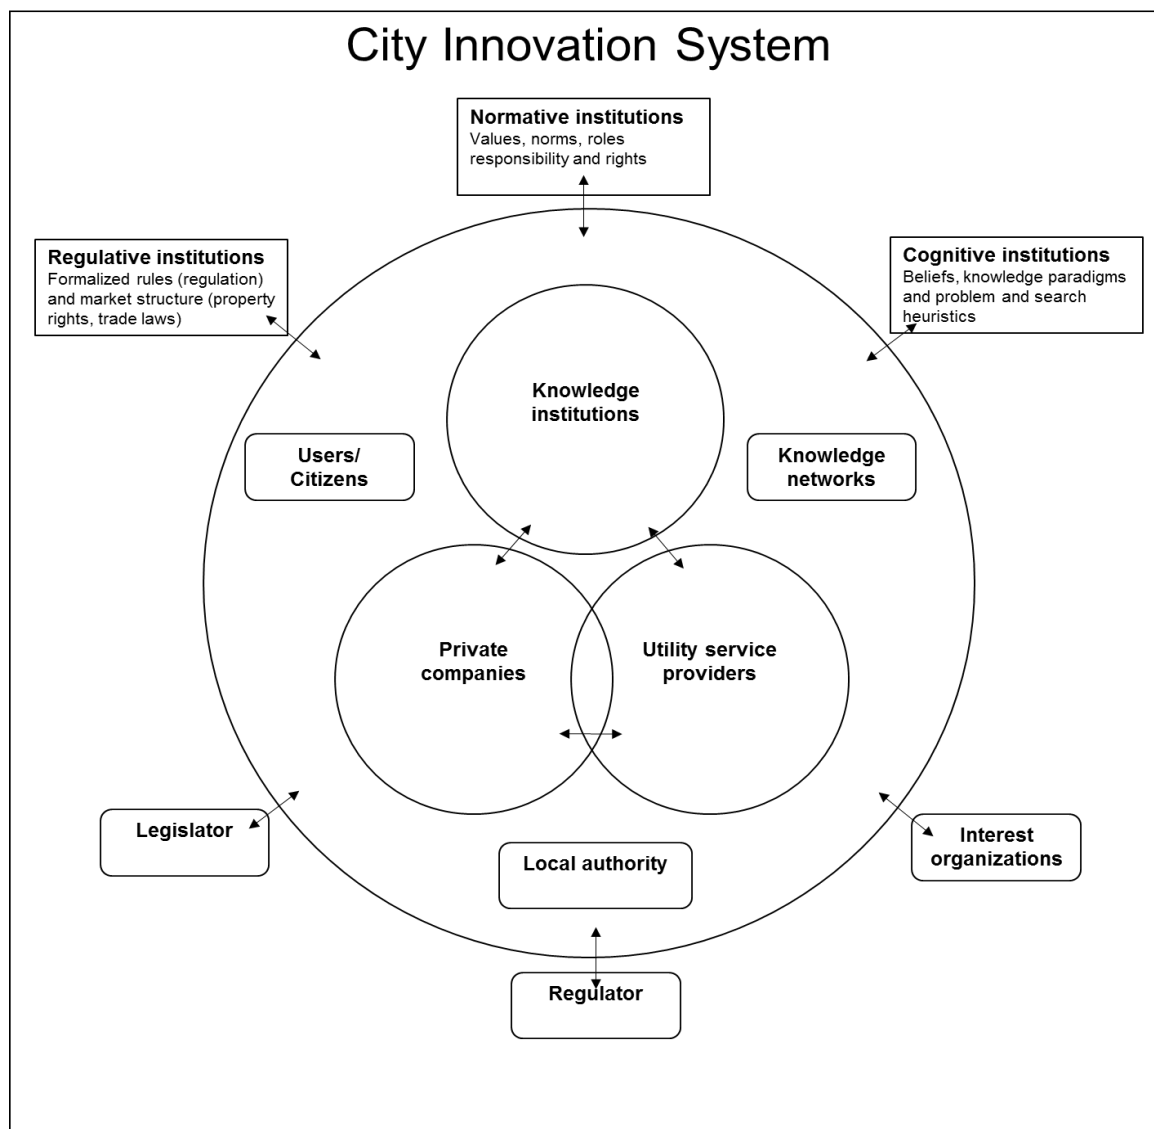 City Innovation System
Normative institutions
Values, norms, roles
responsibility and rights
Regulative institutions
Formalized rules (regulation)
and market structure (property
rights, trade laws)
Cognitive institutions
Beliefs, knowledge paradigms
and problem and search
heuristics
Knowledge
institutions
Users/
Citizens
Knowledge
networks
Private
companies
Utility service
providers
Legislator
Local authority
Interest
organizations
Regulator